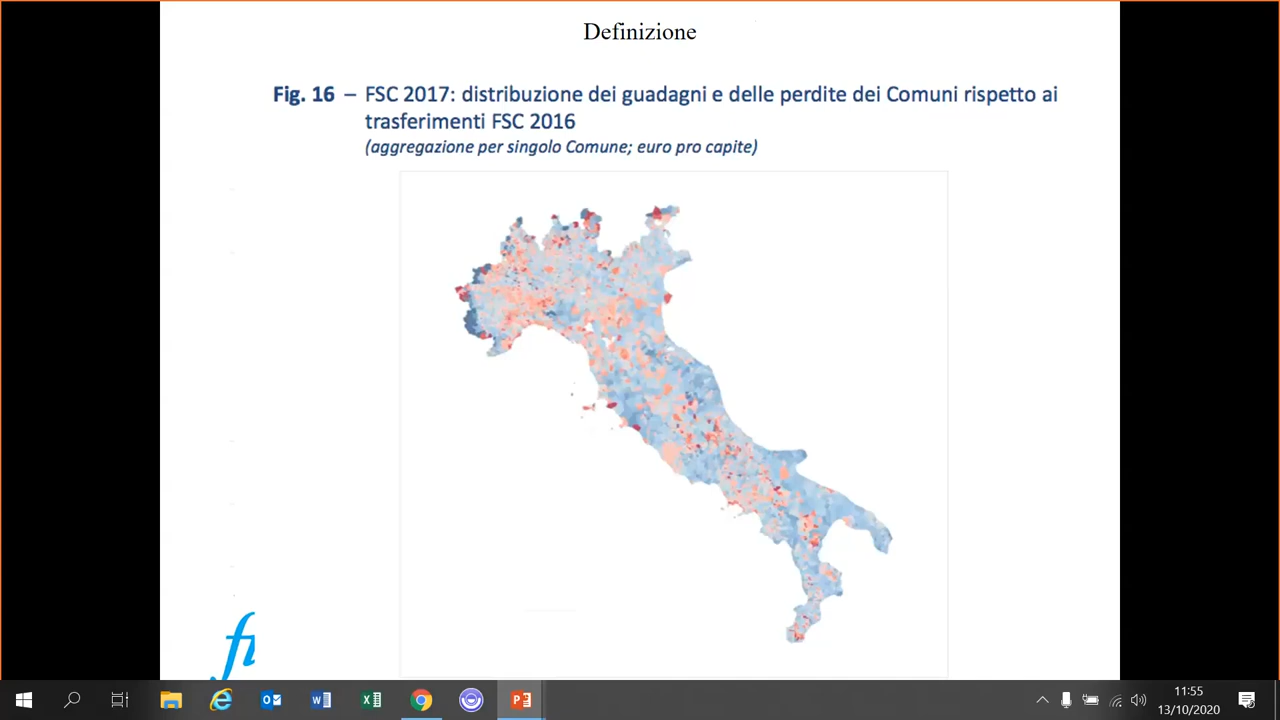 Definizione
Fig. 16 – FSC 2017: distribuzione dei guadagni e delle perdite dei Comuni rispetto ai
trasferimenti FSC 2016
(aggregazione per singolo Comune; euro pro capite)
11:55
13/10/2020